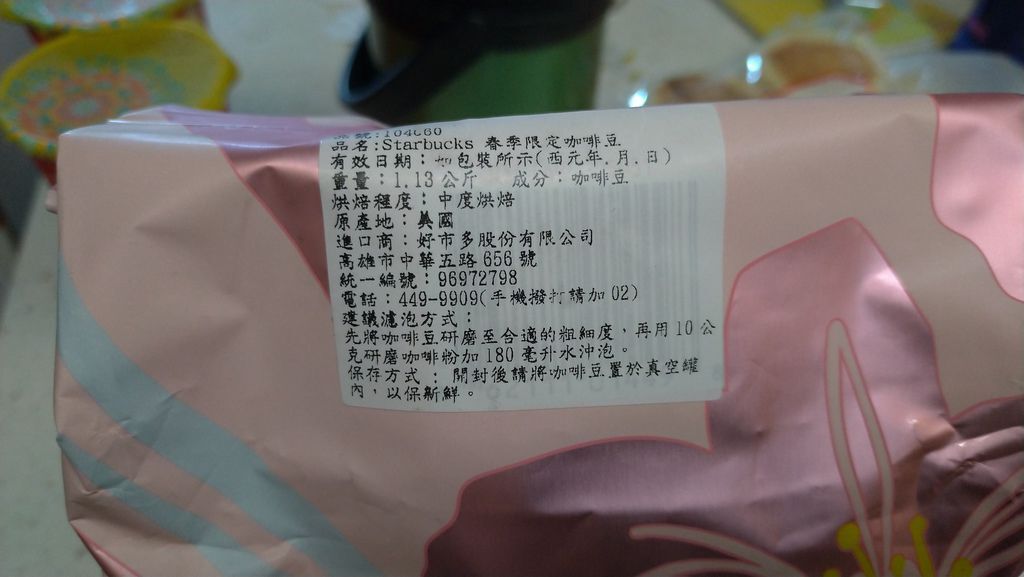 品名:Starbucks 春季限定咖啡豆
有效日期：如包裝所示(西元年.月.日)
重量：1.13公斤 成分：咖啡豆
烘焙程度：中度烘焙
原產地：美國
進口商：好市多股份有限公司
高雄市中華五路656號
統一編號：96972798
電話：449-9909(手機撥打請加02)
建議濾泡方式：
先將咖啡豆研磨至合適的粗細度，再用10公
克研磨咖啡粉加180毫升水沖泡。
保存方式：開封後請將咖啡豆置於真空罐
內，以保新鮮。